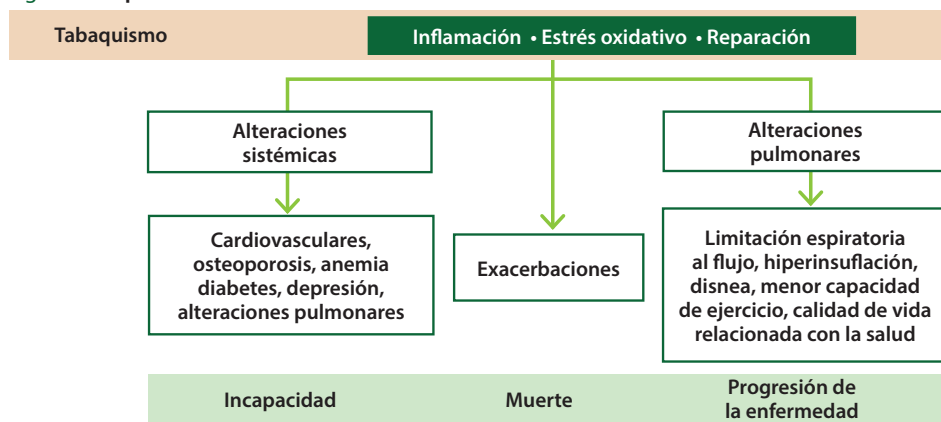 Tabaquismo
Inflamación • Estrés oxidativo • Reparación
Alteraciones
sistémicas
Alteraciones
pulmonares
Cardiovasculares,
osteoporosis, anemia
diabetes, depresión,
alteraciones pulmonares
Exacerbaciones
Limitación espiratoria
al flujo, hiperinsuflación,
disnea, menor capacidad
de ejercicio, calidad de vida
relacionada con la salud
Incapacidad
Muerte
Progresión de
la enfermedad